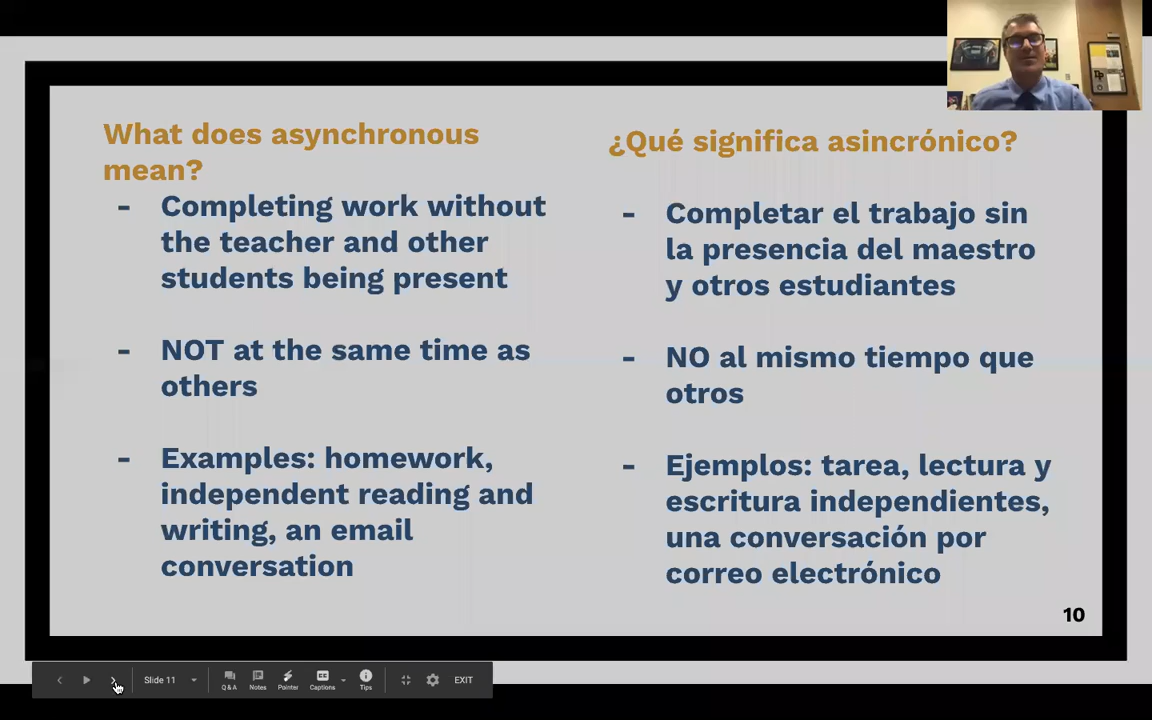 What does asynchronous
mean?
- Completing work without
the teacher and other
students being present
- NOT at the same time as
others
- Examples: homework,
independent reading and
writing, an email
conversation
¿Qué significa asincrónico?
- Completar el trabajo sin
la presencia del maestro
y otros estudiantes
- NO al mismo tiempo que
otros
- Ejemplos: tarea, lectura y
escritura independientes,
una conversación por
correo electrónico
10
Slide 11
Q&A
Notes
Pointer
Captions
Tips
EXIT